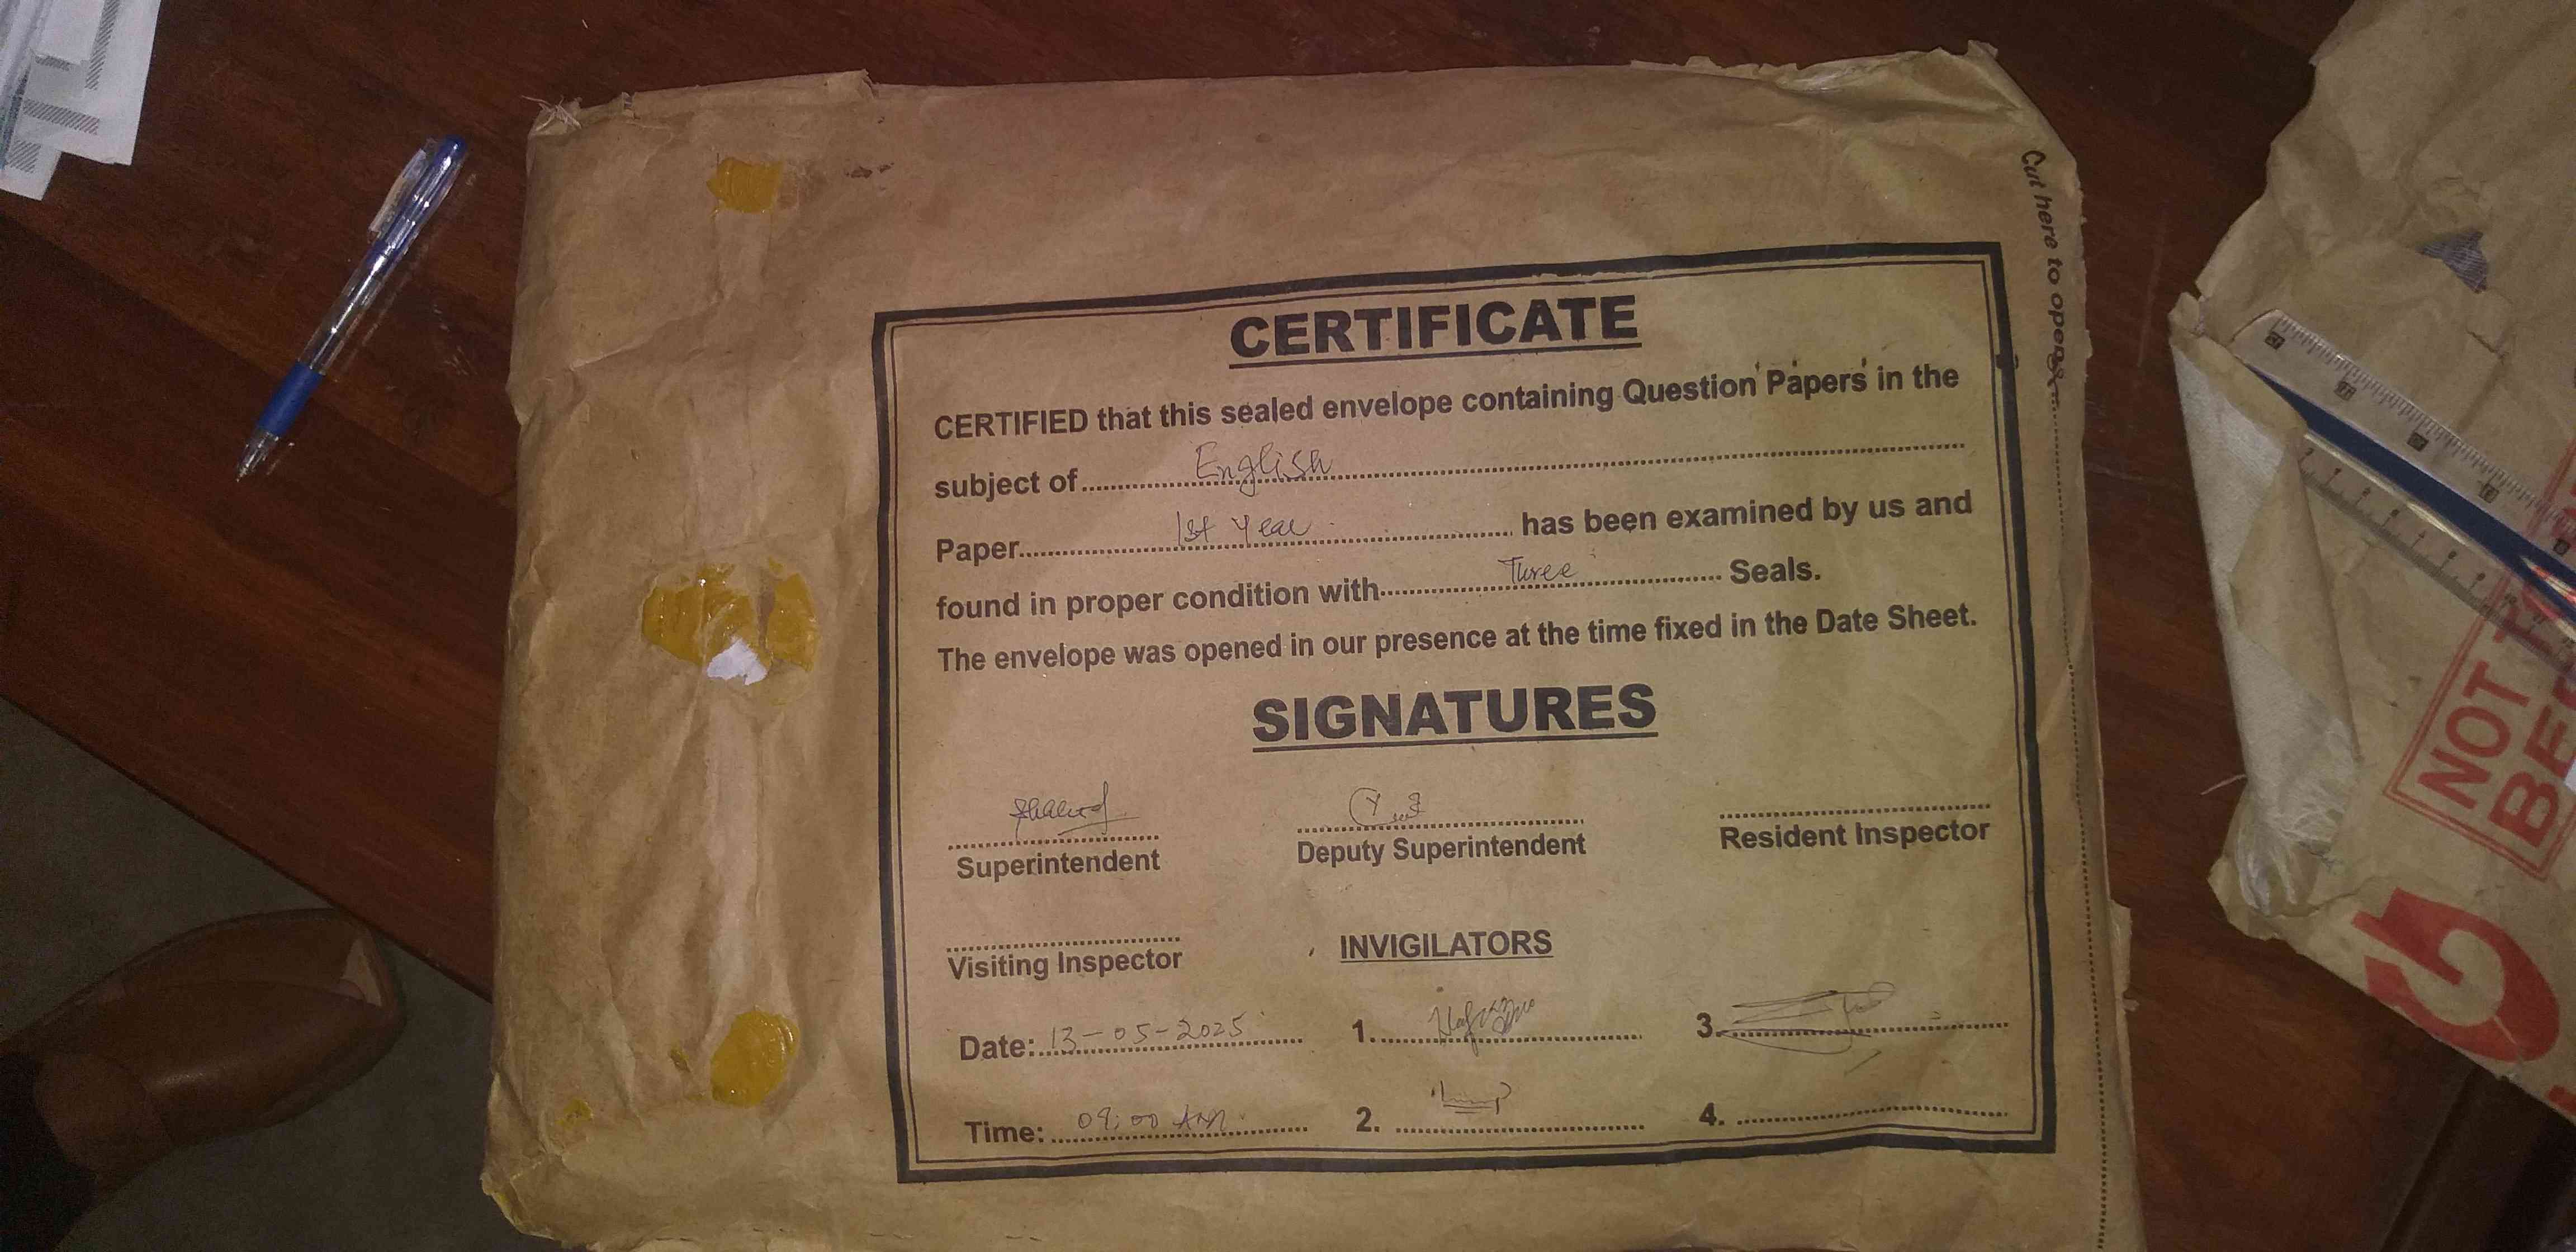 Cut here to open
CERTIFICATE
CERTIFIED that this sealed envelope containing Question Papers in the
subject of English
Paper 1st Year has been examined by us and
found in proper condition with Three Seals.
The envelope was opened in our presence at the time fixed in the Date Sheet.
SIGNATURES
Superintendent
Deputy Superintendent
Resident Inspector
Visiting Inspector
INVIGILATORS
Date: 13-05-2025 1. 3.
Time: 09:00 AM 2. 4.
NOT